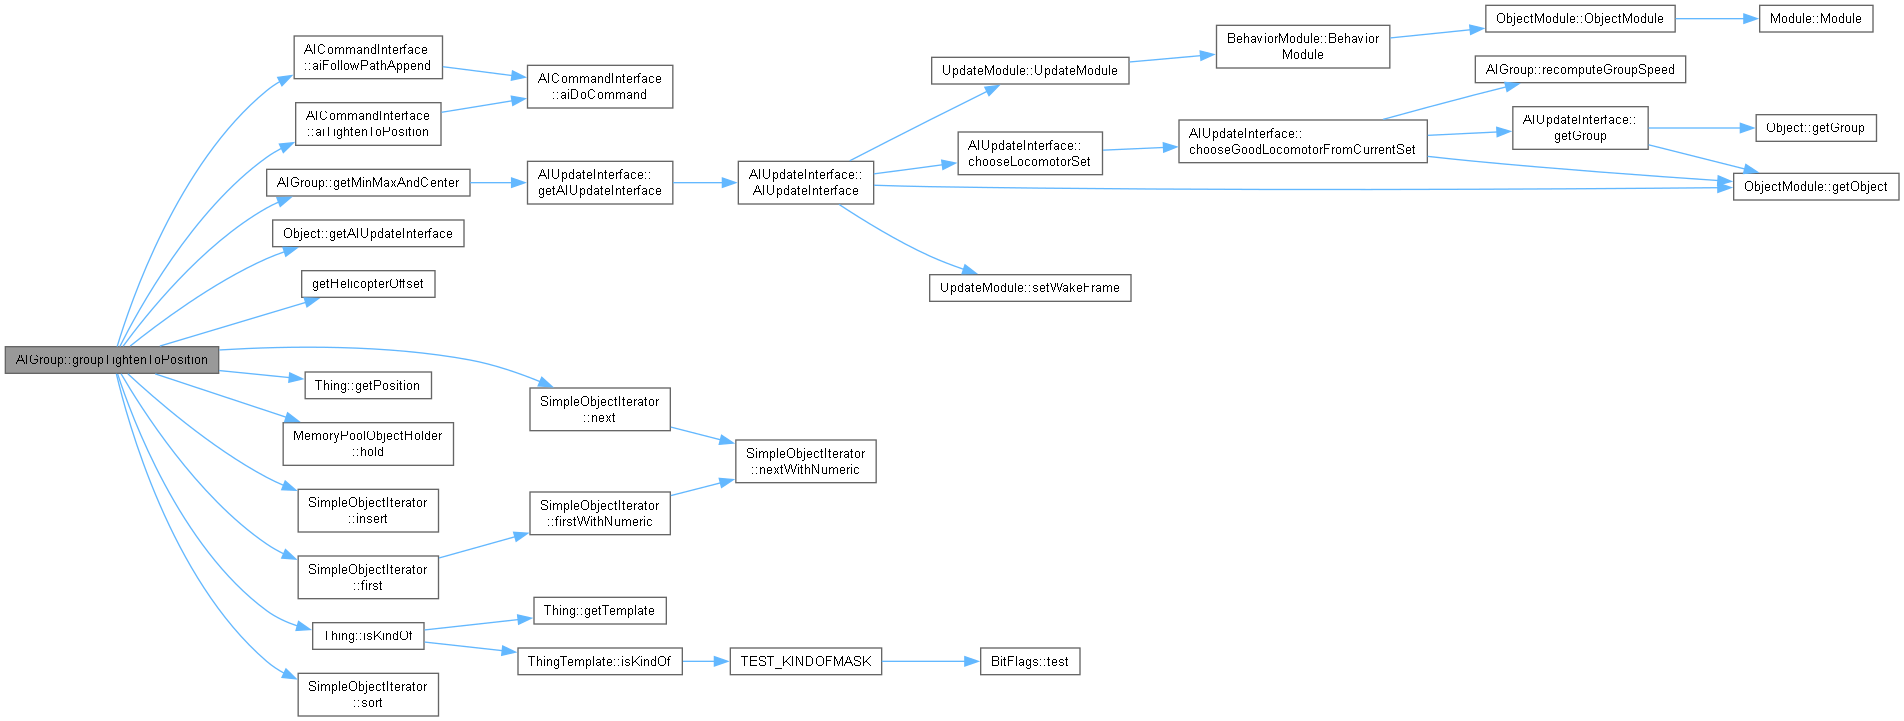 AIGroup::groupTightenToPosition
AICommandInterface
::aiFollowPathAppend
AICommandInterface
::aiDoCommand
AICommandInterface
::aiTightenToPosition
AIGroup::getMinMaxAndCenter
AIUpdateInterface::
getAIUpdateInterface
AIUpdateInterface::
AIUpdateInterface
UpdateModule::UpdateModule
BehaviorModule::Behavior
Module
ObjectModule::ObjectModule
Module::Module
AIUpdateInterface::
chooseLocomotorSet
AIUpdateInterface::
chooseGoodLocomotorFromCurrentSet
AIGroup::recomputeGroupSpeed
AIUpdateInterface::
getGroup
Object::getGroup
ObjectModule::getObject
UpdateModule::setWakeFrame
Object::getAIUpdateInterface
getHelicopterOffset
Thing::getPosition
MemoryPoolObjectHolder
::hold
SimpleObjectIterator
::next
SimpleObjectIterator
::nextWithNumeric
SimpleObjectIterator
::insert
SimpleObjectIterator
::first
SimpleObjectIterator
::firstWithNumeric
Thing::isKindOf
Thing::getTemplate
ThingTemplate::isKindOf
TEST_KINDOFMASK
BitFlags::test
SimpleObjectIterator
::sort